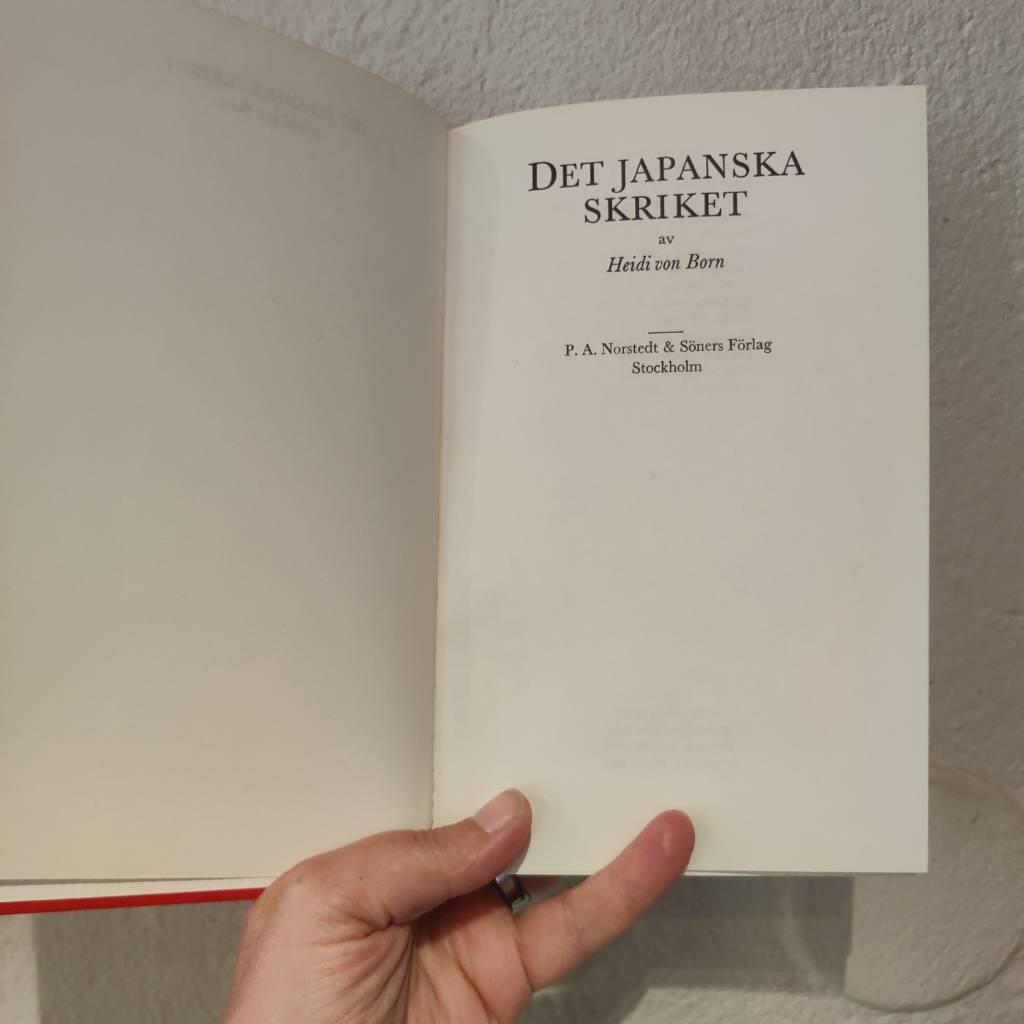 DET JAPANSKA
SKRIKET
av
Heidi von Born
P. A. Norstedt & Söners Förlag
Stockholm